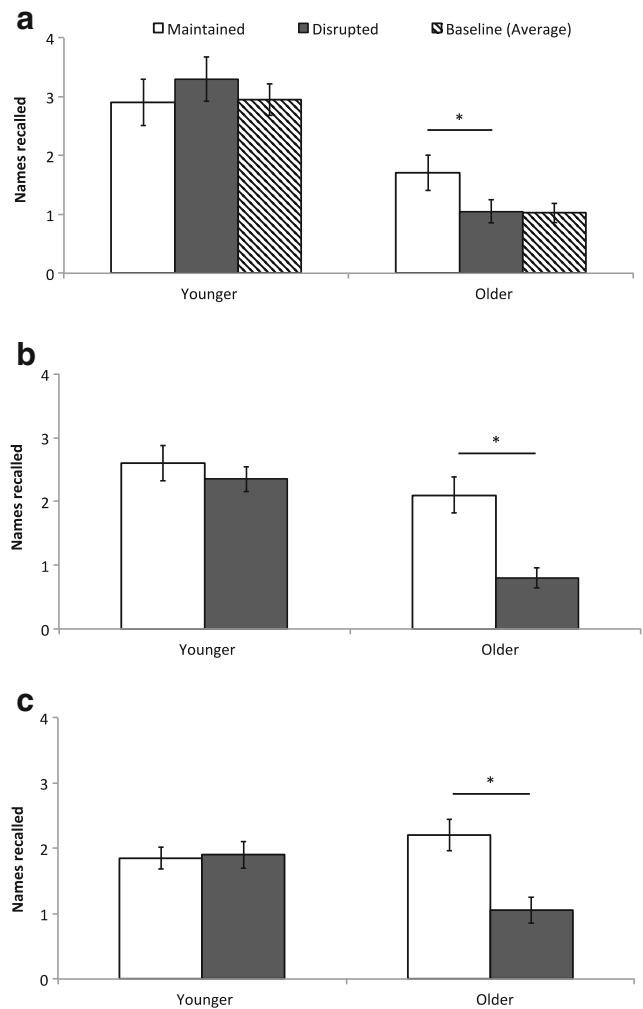 a
Maintained Disrupted Baseline (Average)
4
3
2
1
0
Names recalled
*
Younger Older
b
4
3
2
1
0
Names recalled
*
Younger Older
c
4
3
2
1
0
Names recalled
*
Younger Older